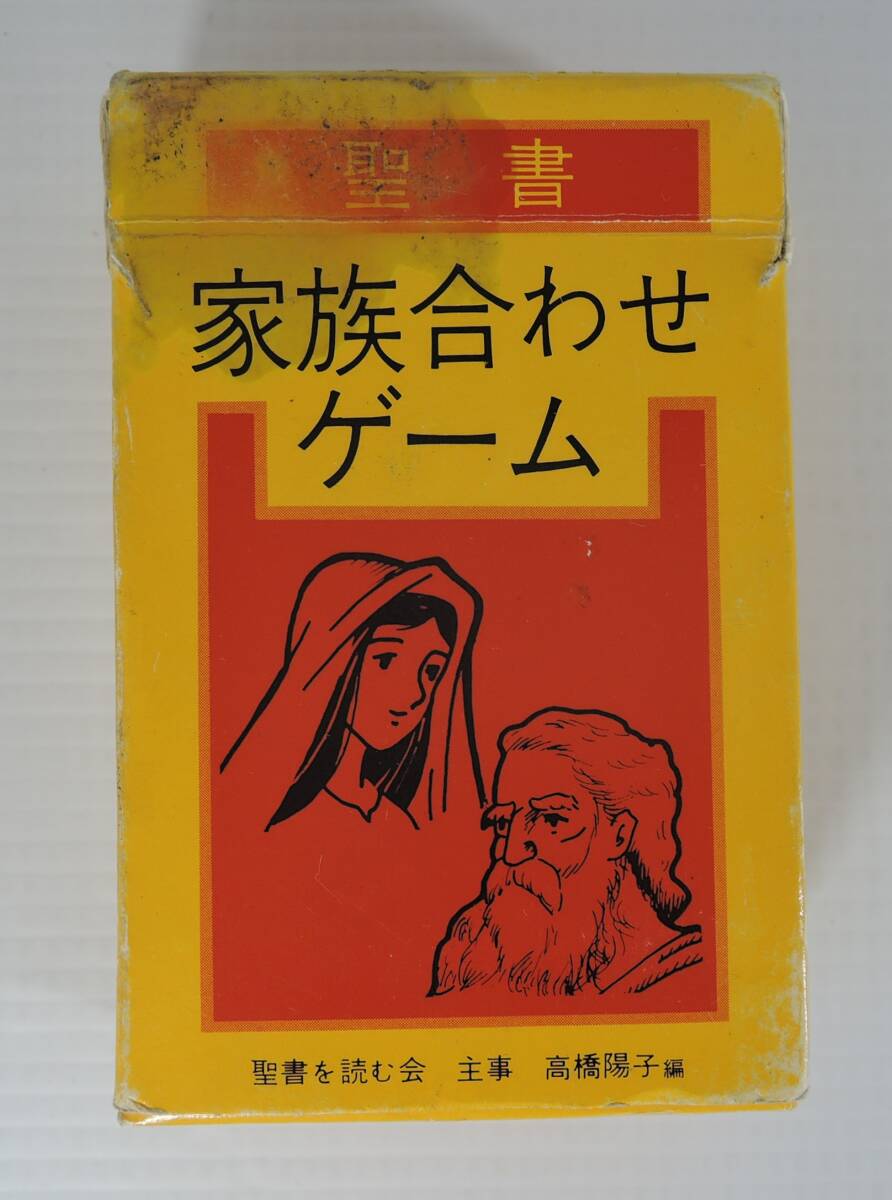 聖書
家族合わせ
ゲーム
聖書を読む会 主事 高橋陽子編